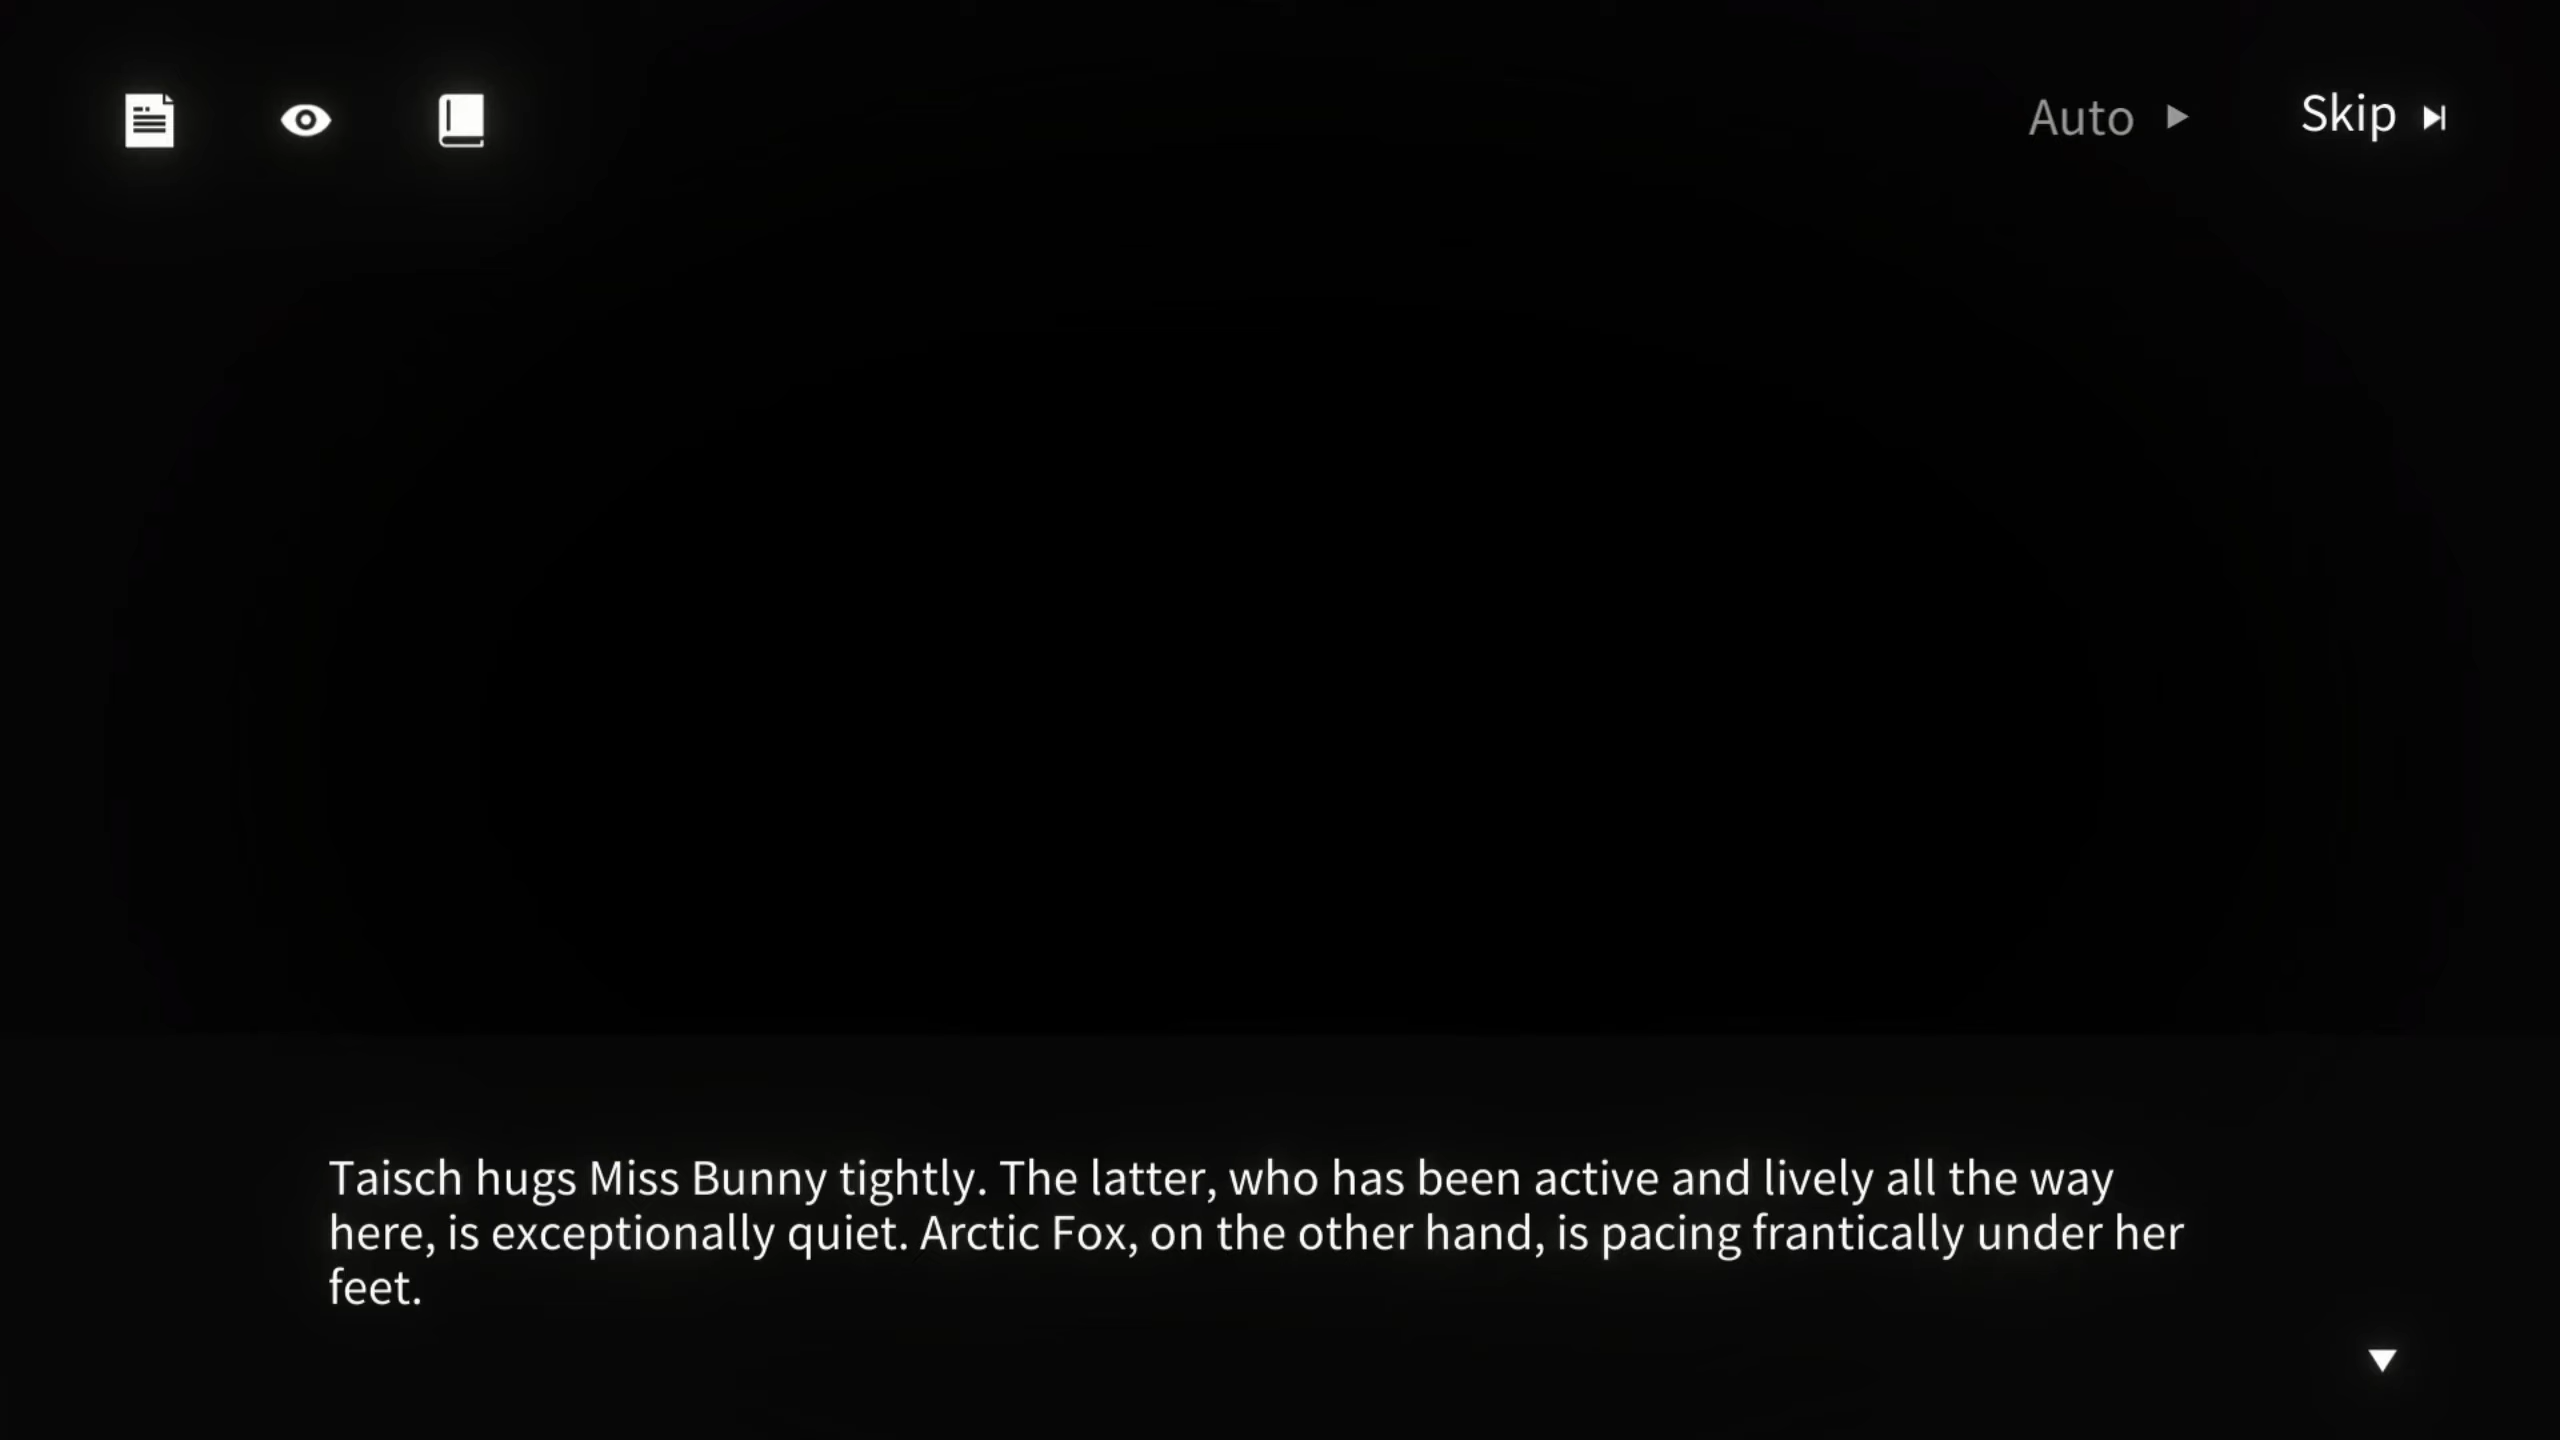 Auto
Skip
Taisch hugs Miss Bunny tightly. The latter, who has been active and lively all the way
here, is exceptionally quiet. Arctic Fox, on the other hand, is pacing frantically under her
feet.